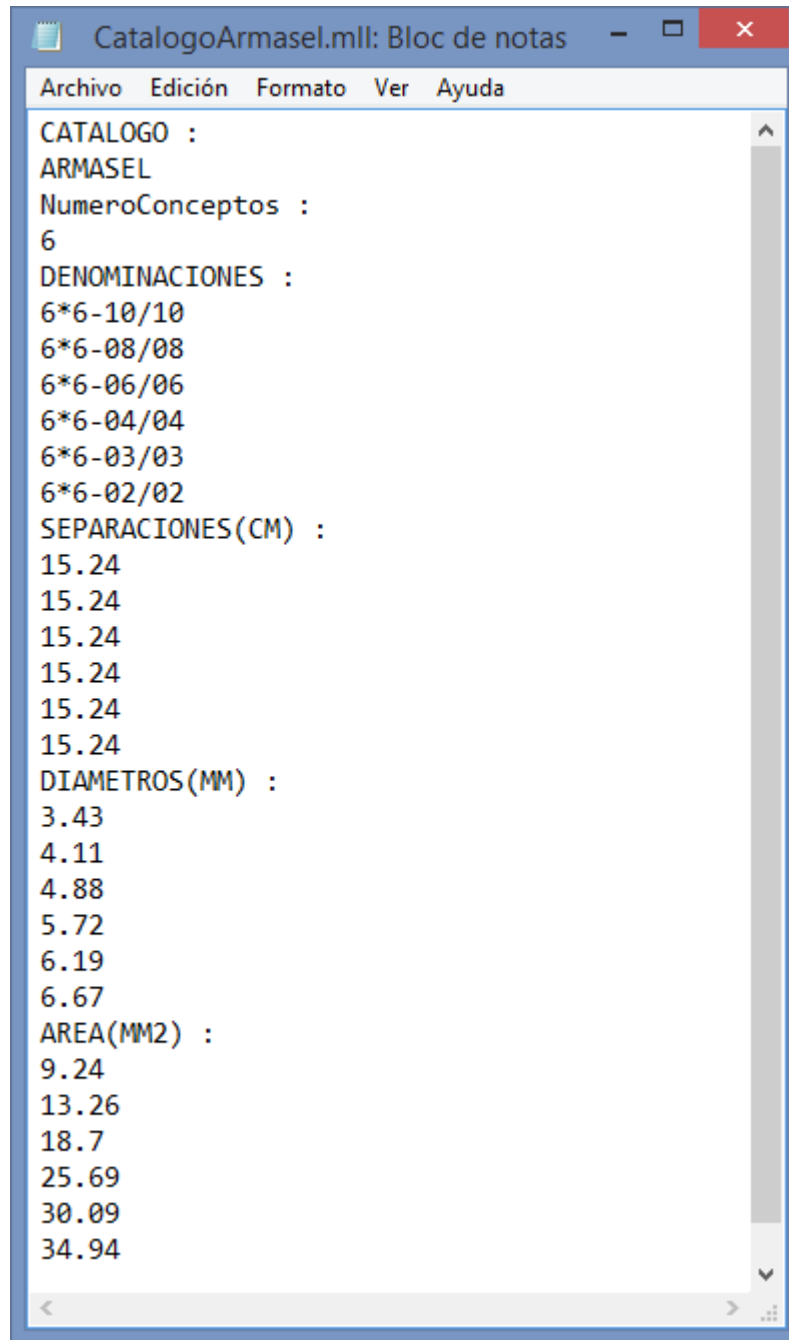 CatalogoArmasel.mll: Bloc de notas
Archivo Edición Formato Ver Ayuda
CATALOGO :
ARMASEL
NumeroConceptos :
6
DENOMINACIONES :
6*6-10/10
6*6-08/08
6*6-06/06
6*6-04/04
6*6-03/03
6*6-02/02
SEPARACIONES(CM) :
15.24
15.24
15.24
15.24
15.24
15.24
DIAMETROS(MM) :
3.43
4.11
4.88
5.72
6.19
6.67
AREA(MM2) :
9.24
13.26
18.7
25.69
30.09
34.94